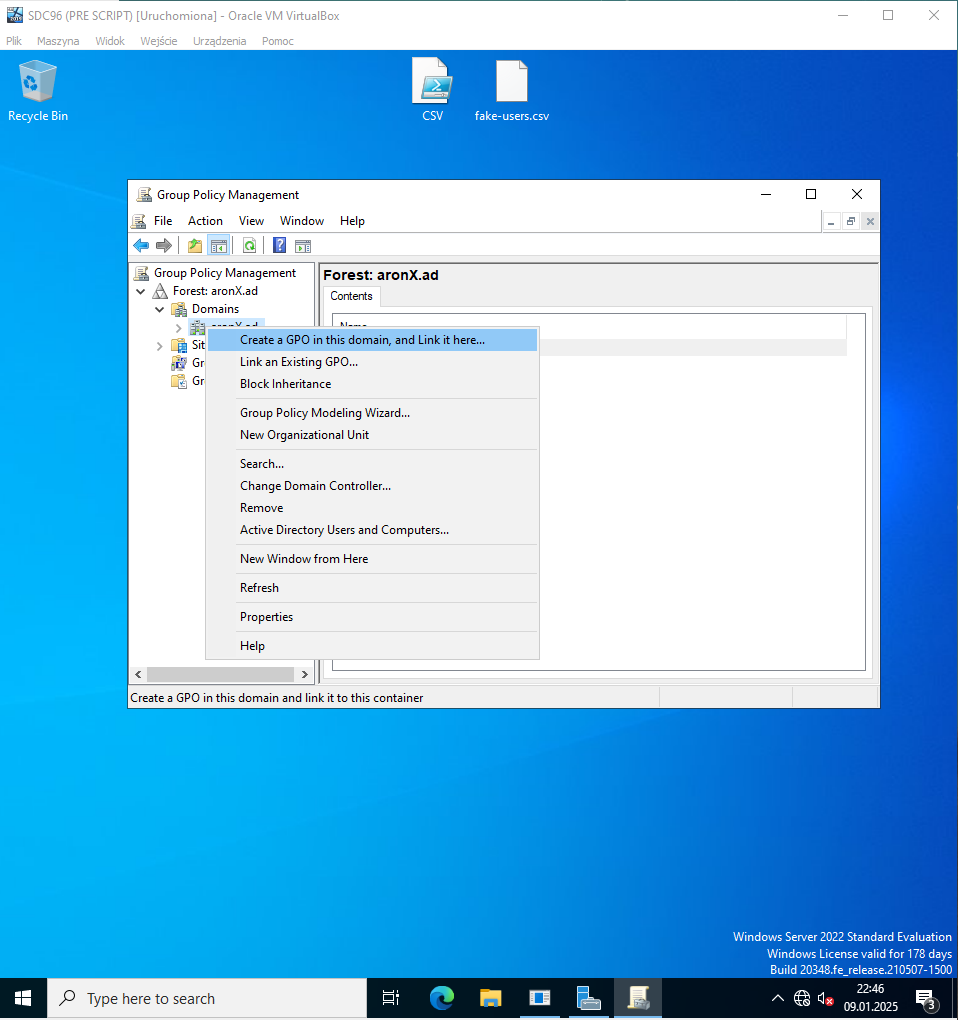 SDC96 (PRE SCRIPT) [Uruchomiona] - Oracle VM VirtualBox
Plik Maszyna Widok Wejście Urządzenia Pomoc
Recycle Bin
CSV
fake-users.csv
Group Policy Management
File Action View Window Help
Group Policy Management
Forest: aronX.ad
Domains
aronX.ad
Sit
Gr
Gr
Forest: aronX.ad
Contents
Name
Create a GPO in this domain, and Link it here...
Link an Existing GPO...
Block Inheritance
Group Policy Modeling Wizard...
New Organizational Unit
Search...
Change Domain Controller...
Remove
Active Directory Users and Computers...
New Window from Here
Refresh
Properties
Help
Create a GPO in this domain and link it to this container
Windows Server 2022 Standard Evaluation
Windows License valid for 178 days
Build 20348.fe_release.210507-1500
Type here to search
22:46
09.01.2025
3